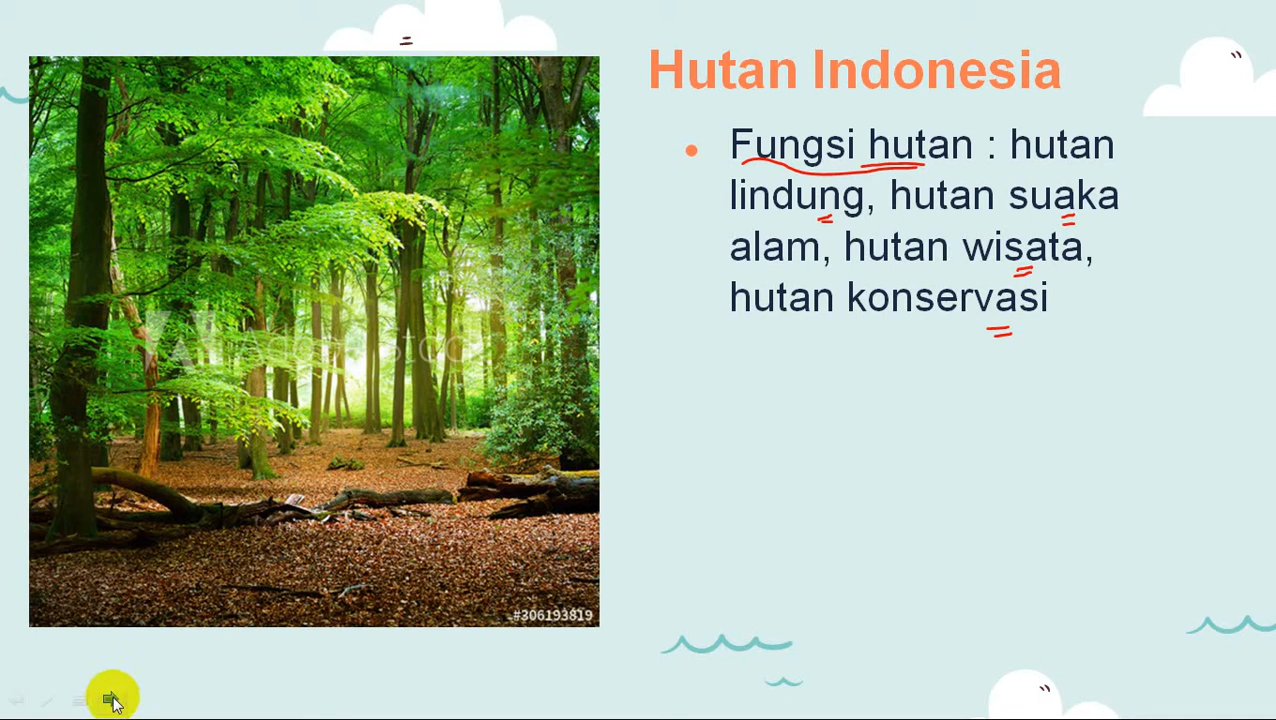 Hutan Indonesia
Fungsi hutan : hutan
lindung, hutan suaka
alam, hutan wisata,
hutan konservasi
#306193819